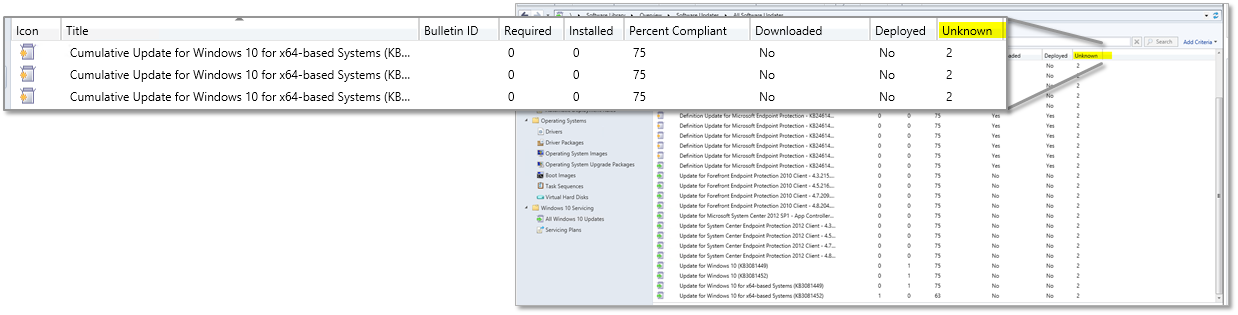 Software Library Overview Software Updates All Software Updates
Icon Title Bulletin ID Required Installed Percent Compliant Downloaded Deployed Unknown
Cumulative Update for Windows 10 for x64-based Systems (KB... 0 0 75 No No 2
Cumulative Update for Windows 10 for x64-based Systems (KB... 0 0 75 No No 2
Cumulative Update for Windows 10 for x64-based Systems (KB... 0 0 75 No No 2
Search Add Criteria
aded Deployed Unknown
No 2
No 2
No 2
No 2
No 2
Operating Systems
Drivers
Driver Packages
Operating System Images
Operating System Upgrade Packages
Boot Images
Task Sequences
Virtual Hard Disks
Windows 10 Servicing
All Windows 10 Updates
Servicing Plans
Definition Update for Microsoft Endpoint Protection - KB24614... 0 0 75 Yes Yes 2
Definition Update for Microsoft Endpoint Protection - KB24614... 0 0 75 Yes Yes 2
Definition Update for Microsoft Endpoint Protection - KB24614... 0 0 75 Yes Yes 2
Definition Update for Microsoft Endpoint Protection - KB24614... 0 0 75 Yes Yes 2
Definition Update for Microsoft Endpoint Protection - KB24614... 0 0 75 Yes Yes 2
Definition Update for Microsoft Endpoint Protection - KB24614... 0 0 75 Yes Yes 2
Update for Forefront Endpoint Protection 2010 Client - 4.3.215... 0 0 75 No No 2
Update for Forefront Endpoint Protection 2010 Client - 4.5.216... 0 0 75 No No 2
Update for Forefront Endpoint Protection 2010 Client - 4.7.209... 0 0 75 No No 2
Update for Forefront Endpoint Protection 2010 Client - 4.8.204... 0 0 75 No No 2
Update for Microsoft System Center 2012 SP1 - App Controller... 0 0 75 No No 2
Update for System Center Endpoint Protection 2012 Client - 4.3... 0 0 75 No No 2
Update for System Center Endpoint Protection 2012 Client - 4.5... 0 0 75 No No 2
Update for System Center Endpoint Protection 2012 Client - 4.7... 0 0 75 No No 2
Update for System Center Endpoint Protection 2012 Client - 4.8... 0 0 75 No No 2
Update for Windows 10 (KB3081449) 0 1 75 No No 2
Update for Windows 10 (KB3081452) 0 1 75 No No 2
Update for Windows 10 for x64-based Systems (KB3081449) 0 1 75 No No 2
Update for Windows 10 for x64-based Systems (KB3081452) 1 0 63 No No 2